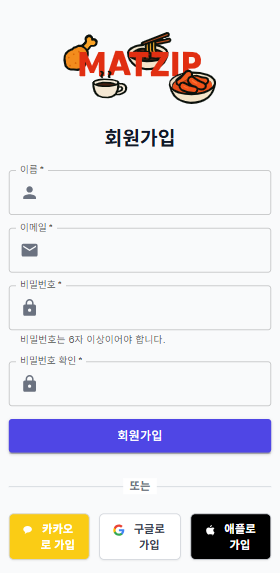 MATZIP
회원가입
이름 *
이메일 *
비밀번호 *
비밀번호는 6자 이상이어야 합니다.
비밀번호 확인 *
회원가입
또는
카카오
로 가입
구글로
가입
애플로
가입